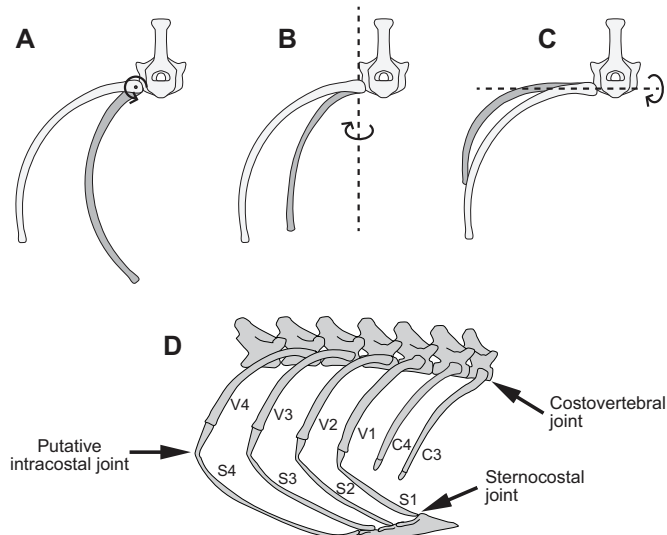 A
B
C
D
V4
V3
V2
V1
C4
C3
Costovertebral
joint
Putative
intracostal joint
S4
S3
S2
S1
Sternocostal
joint